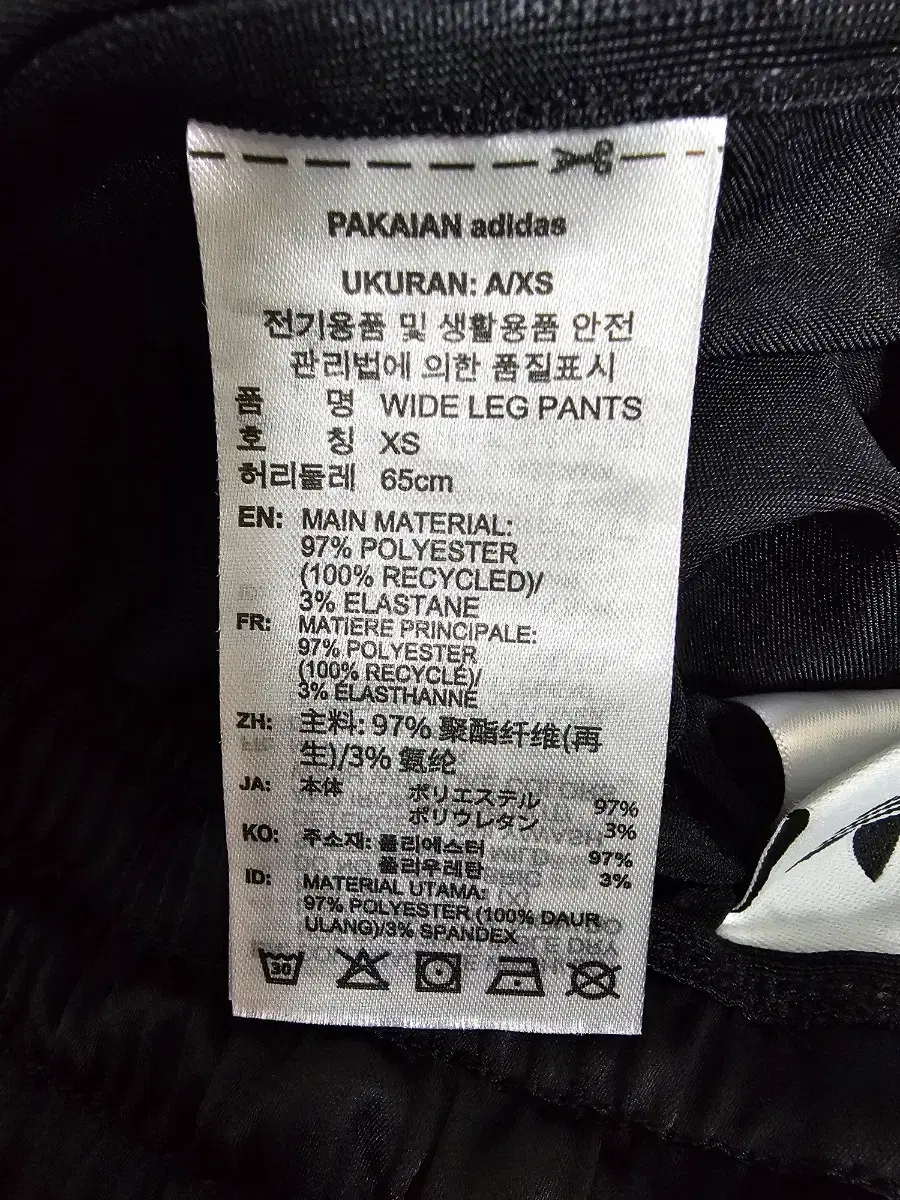 PAKAIAN adidas
UKURAN: A/XS
전기용품 및 생활용품 안전
관리법에 의한 품질표시
품 명 WIDE LEG PANTS
호 칭 XS
허리둘레 65cm
EN: MAIN MATERIAL:
97% POLYESTER
(100% RECYCLED)/
3% ELASTANE
FR: MATIERE PRINCIPALE:
97% POLYESTER
(100% RECYCLÉ)/
3% ÉLASTHANNE
ZH: 主料: 97% 聚酯纤维(再
生)/3% 氨纶
JA: 本体 ポリエステル 97%
ポリウレタン 3%
KO: 주소재: 폴리에스터 97%
폴리우레탄 3%
ID: MATERIAL UTAMA:
97% POLYESTER (100% DAUR
ULANG)/3% SPANDEX
30